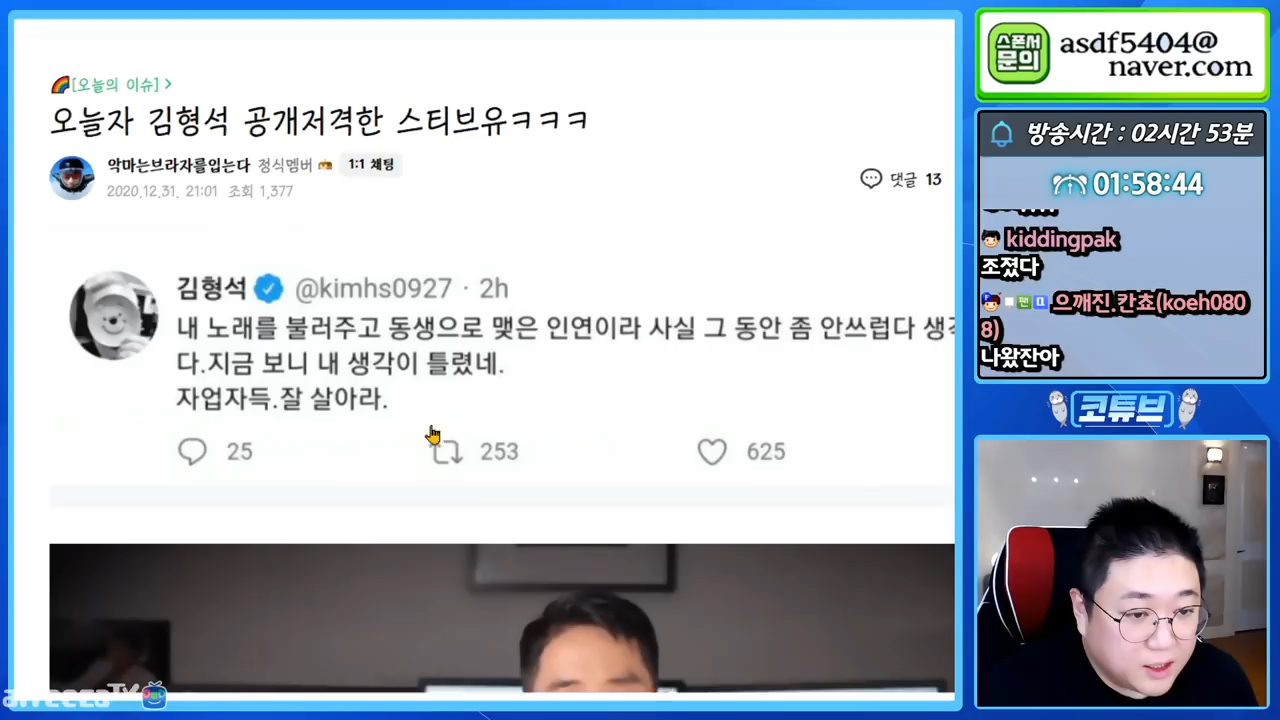 [오늘의 이슈] >
오늘자 김형석 공개저격한 스티브유ㅋㅋㅋ
악마는브라자를입는다 정식멤버 1:1 채팅
2020.12.31. 21:01 조회 1,377
댓글 13
김형석 @kimhs0927 · 2h
내 노래를 불러주고 동생으로 맺은 인연이라 사실 그 동안 좀 안쓰럽다
다.지금 보니 내 생각이 틀렸네.
자업자득.잘 살아라.
25 253 625
스폰서
문의
asdf5404@
naver.com
방송시간 : 02시간 53분
01:58:44
kiddingpak
조졌다
팬 으깨진.칸쵸(koeh080
8)
나왔잔아
코튜브